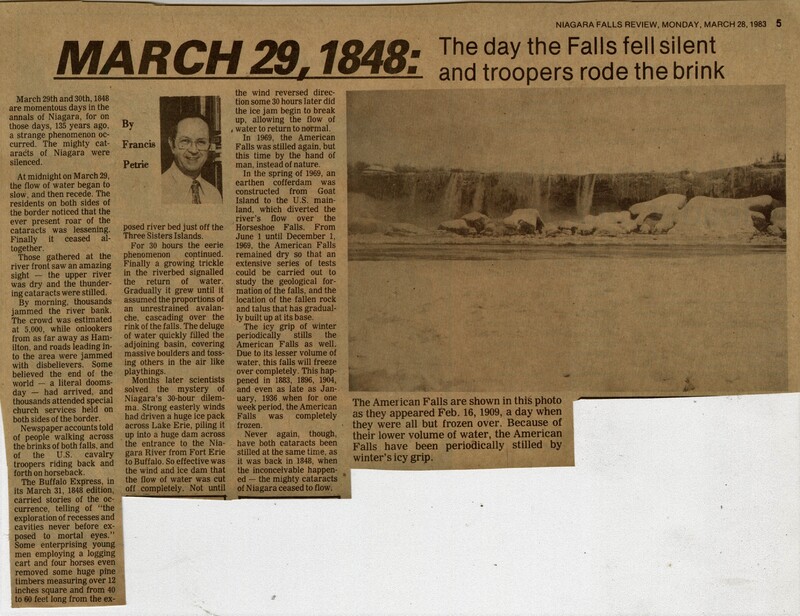 NIAGARA FALLS REVIEW, MONDAY, MARCH 28, 1983 5
MARCH 29, 1848:
The day the Falls fell silent
and troopers rode the brink
March 29th and 30th, 1848
are momentous days in the
annals of Niagara, for on
those days, 135 years ago,
a strange phenomenon oc-
curred. The mighty cat-
aracts of Niagara were
silenced.
At midnight on March 29,
the flow of water began to
slow, and then recede. The
residents on both sides of
the border noticed that the
ever present roar of the
cataracts was lessening.
Finally it ceased al-
together.
Those gathered at the
river front saw an amazing
sight — the upper river
was dry and the thunder-
ing cataracts were stilled.
By morning, thousands
jammed the river bank.
The crowd was estimated
at 5,000, while onlookers
from as far away as Ham-
ilton, and roads leading in-
to the area were jammed
with disbelievers. Some
believed the end of the
world — a literal dooms-
day — had arrived, and
thousands attended special
church services held on
both sides of the border.
Newspaper accounts told
of people walking across
the brinks of both falls, and
of the U.S. cavalry
troopers riding back and
forth on horseback.
The Buffalo Express, in
its March 31, 1848 edition,
carried stories of the oc-
currence, telling of "the
exploration of recesses and
cavities never before ex-
posed to mortal eyes."
Some enterprising young
men employing a logging
cart and four horses even
removed some huge pine
timbers measuring over 12
inches square and from 40
to 60 feet long from the ex-
By
Francis
Petrie
posed river bed just off the
Three Sisters Islands.
For 30 hours the eerie
phenomenon continued.
Finally a growing trickle
in the riverbed signalled
the return of water.
Gradually it grew until it
assumed the proportions of
an unrestrained avalan-
che, cascading over the
rink of the falls. The deluge
of water quickly filled the
adjoining basin, covering
massive boulders and toss-
ing others in the air like
playthings.
Months later scientists
solved the mystery of
Niagara's 30-hour dilem-
ma. Strong easterly winds
had driven a huge ice pack
across Lake Erie, piling it
up into a huge dam across
the entrance to the Nia-
gara River from Fort Erie
to Buffalo. So effective was
the wind and ice dam that
the flow of water was cut
off completely. Not until
the wind reversed direc-
tion some 30 hours later did
the ice jam begin to break
up, allowing the flow of
water to return to normal.
In 1969, the American
Falls was stilled again, but
this time by the hand of
man, instead of nature.
In the spring of 1969, an
earthen cofferdam was
constructed from Goat
Island to the U.S. main-
land, which diverted the
river's flow over the
Horseshoe Falls. From
June 1 until December 1,
1969, the American Falls
remained dry so that an
extensive series of tests
could be carried out to
study the geological for-
mation of the falls, and the
location of the fallen rock
and talus that has gradual-
ly built up at its base.
The icy grip of winter
periodically stills the
American Falls as well.
Due to its lesser volume of
water, this falls will freeze
over completely. This hap-
pened in 1883, 1896, 1904,
and even as late as Jan-
uary, 1936 when for one
week period, the American
Falls was completely
frozen.
Never again, though,
have both cataracts been
stilled at the same time, as
it was back in 1848, when
the inconceivable happen-
ed — the mighty cataracts
of Niagara ceased to flow.
The American Falls are shown in this photo
as they appeared Feb. 16, 1909, a day when
they were all but frozen over. Because of
their lower volume of water, the American
Falls have been periodically stilled by
winter's icy grip.